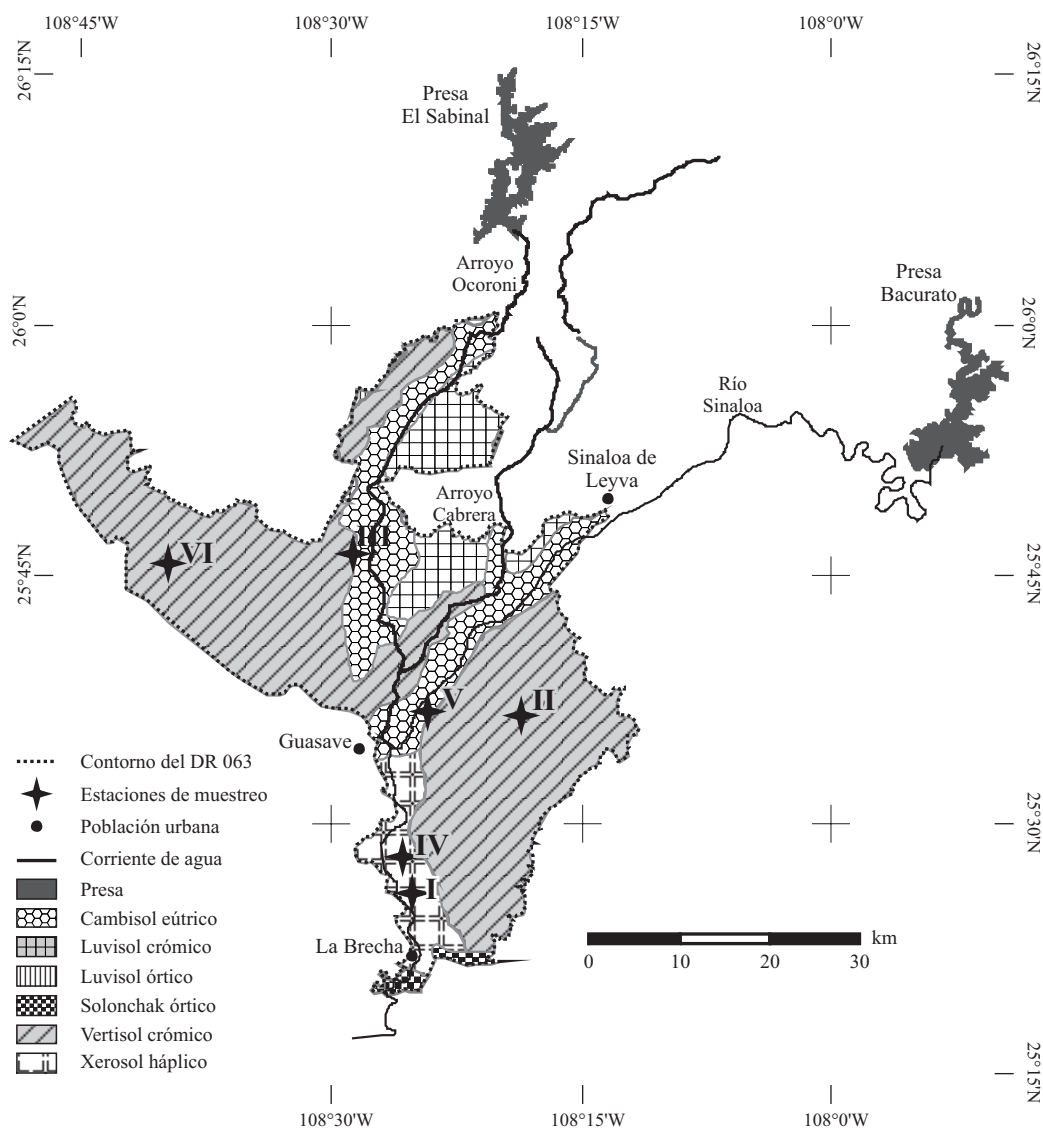 108°45'W
108°30'W
108°15'W
108°0'W
26°15'N
26°15'N
Presa
El Sabinal
Arroyo
Ocoroni
Presa
Bacurato
26°0'N
26°0'N
Río
Sinaloa
Sinaloa de
Leyva
Arroyo
Cabrera
III
VI
25°45'N
25°45'N
V
II
Guasave
Contorno del DR 063
Estaciones de muestreo
Población urbana
Corriente de agua
Presa
Cambisol eútrico
Luvisol crómico
Luvisol órtico
Solonchak órtico
Vertisol crómico
Xerosol háplico
IV
I
La Brecha
25°30'N
km
0
10
20
30
25°15'N
108°30'W
108°15'W
108°0'W